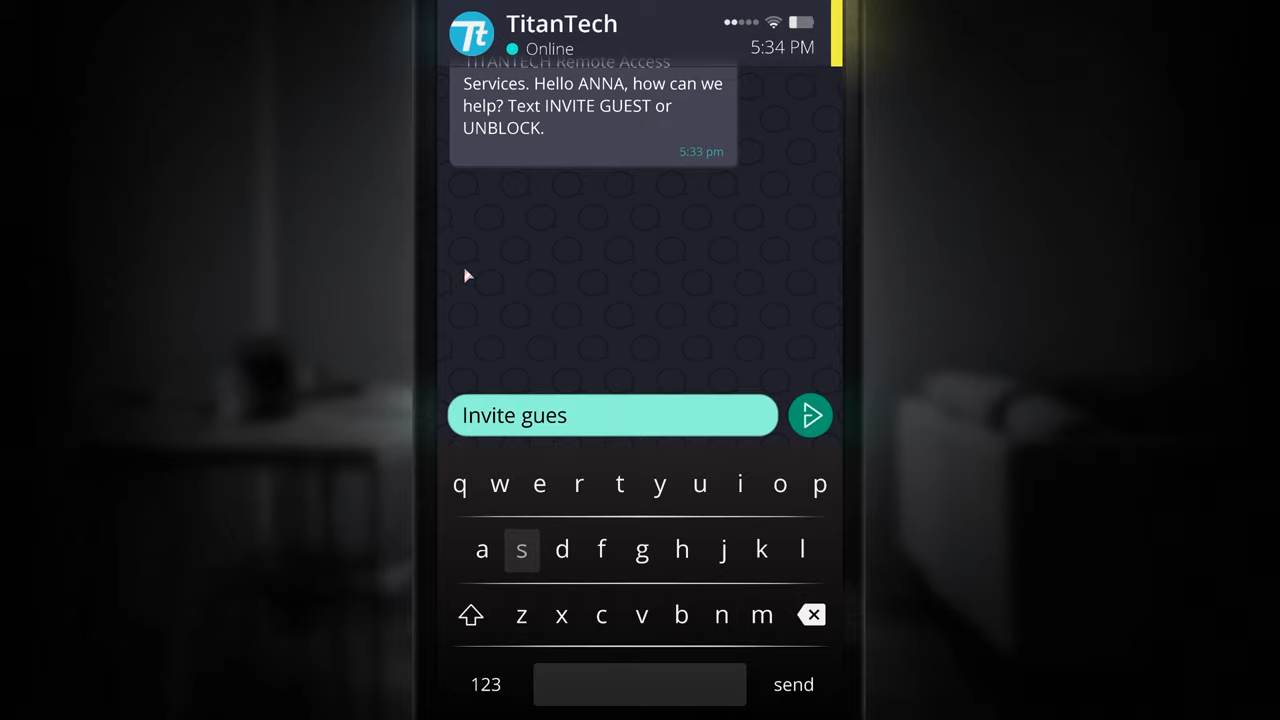 Tt
TitanTech
Online
5:34 PM
TITANTECH Remote Access
Services. Hello ANNA, how can we
help? Text INVITE GUEST or
UNBLOCK.
5:33 pm
Invite gues
q w e r t y u i o p
a s d f g h j k l
z x c v b n m
123
send